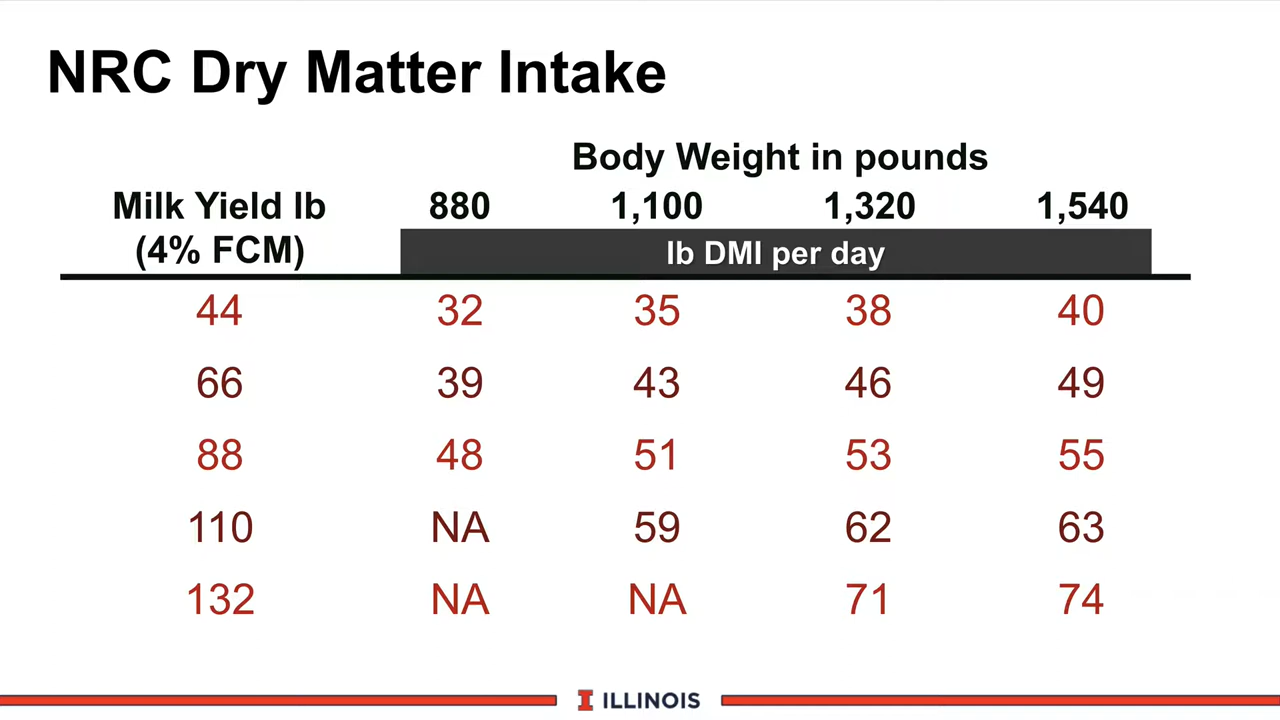 NRC Dry Matter Intake
Body Weight in pounds
Milk Yield lb 880 1,100 1,320 1,540
(4% FCM) lb DMI per day
44 32 35 38 40
66 39 43 46 49
88 48 51 53 55
110 NA 59 62 63
132 NA NA 71 74
I ILLINOIS